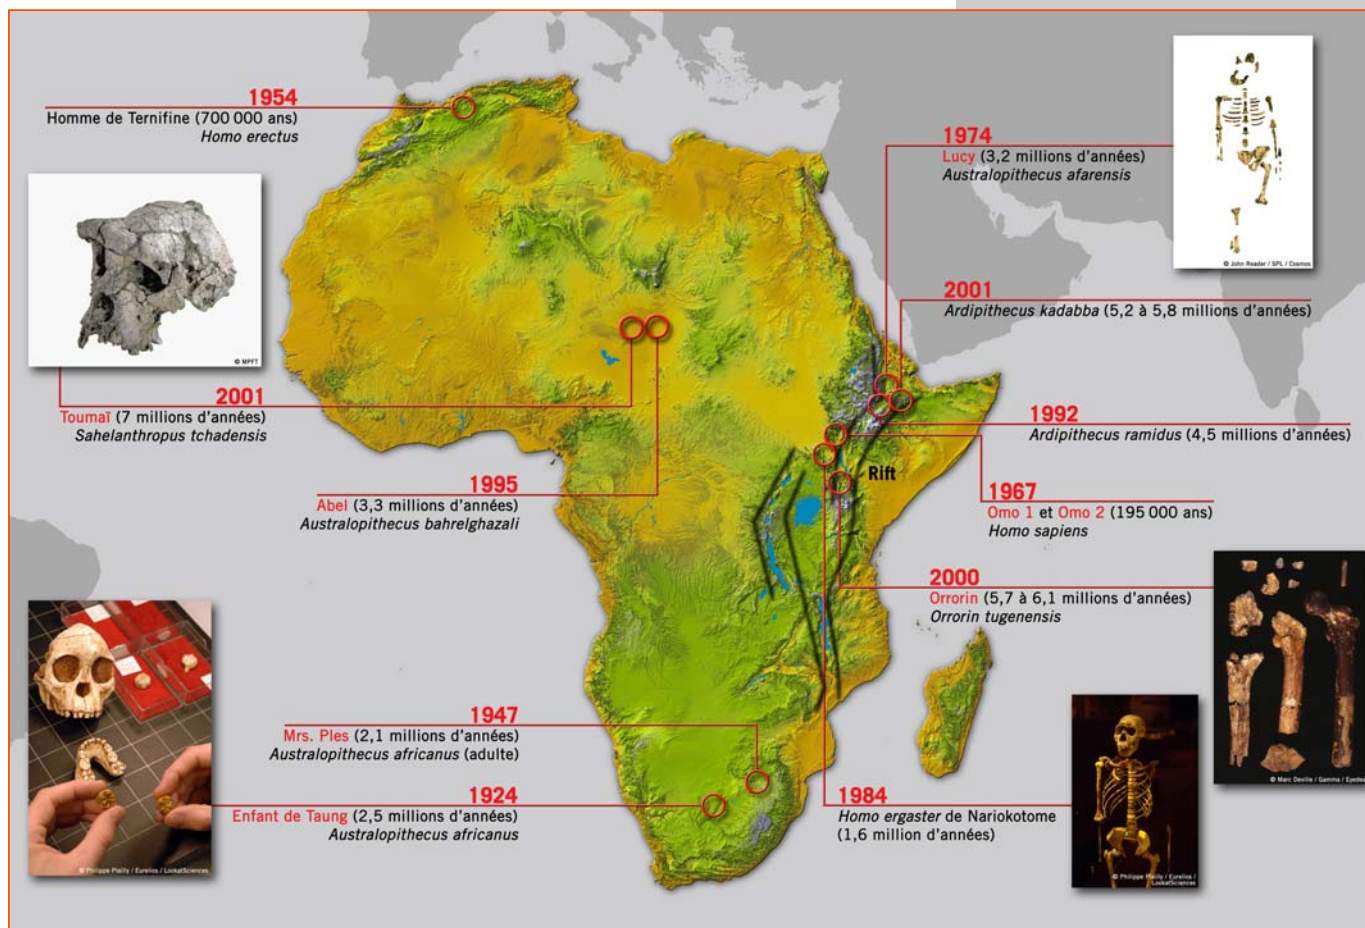 1954
Homme de Ternifine (700 000 ans)
Homo erectus
© MPFT
2001
Toumaï (7 millions d'années)
Sahelanthropus tchadensis
1995
Abel (3,3 millions d'années)
Australopithecus bahrelghazali
1947
Mrs. Ples (2,1 millions d'années)
Australopithecus africanus (adulte)
1924
Enfant de Taung (2,5 millions d'années)
Australopithecus africanus
© Philippe Plailly / Eurelios / LookatSciences
1974
Lucy (3,2 millions d'années)
Australopithecus afarensis
© John Reader / SPL / Cosmos
2001
Ardipithecus kadabba (5,2 à 5,8 millions d'années)
1992
Ardipithecus ramidus (4,5 millions d'années)
Rift
1967
Omo 1 et Omo 2 (195 000 ans)
Homo sapiens
2000
Orrorin (5,7 à 6,1 millions d'années)
Orrorin tugenensis
© Marc Deville / Gamma / Eyedea
1984
Homo ergaster de Nariokotome
(1,6 million d'années)
© Philippe Plailly / Eurelios /
LookatSciences